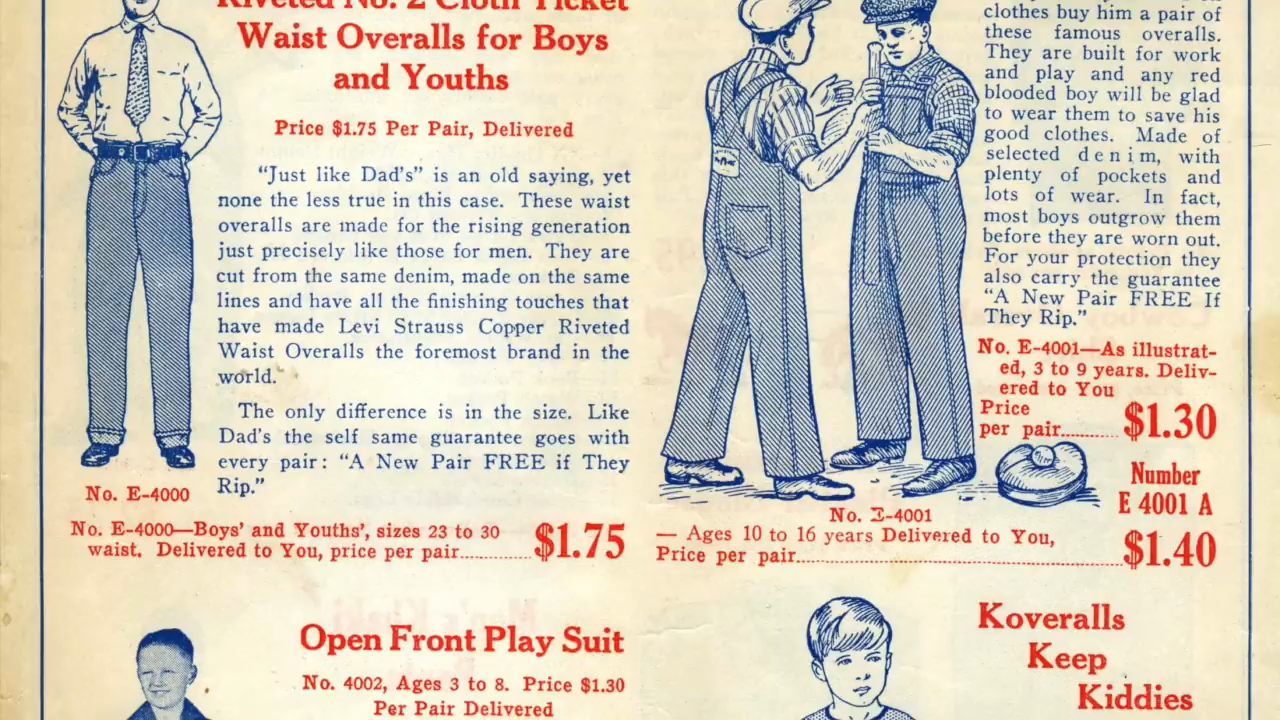 Riveted No. 2 Cloth Ticket
Waist Overalls for Boys
and Youths
Price $1.75 Per Pair, Delivered
“Just like Dad’s” is an old saying, yet
none the less true in this case. These waist
overalls are made for the rising generation
just precisely like those for men. They are
cut from the same denim, made on the same
lines and have all the finishing touches that
have made Levi Strauss Copper Riveted
Waist Overalls the foremost brand in the
world.
The only difference is in the size. Like
Dad’s the self same guarantee goes with
every pair: “A New Pair FREE if They
Rip.”
No. E-4000
No. E-4000—Boys’ and Youths’, sizes 23 to 30
waist. Delivered to You, price per pair............ $1.75
clothes buy him a pair of
these famous overalls.
They are built for work
and play and any red
blooded boy will be glad
to wear them to save his
good clothes. Made of
selected denim, with
plenty of pockets and
lots of wear. In fact,
most boys outgrow them
before they are worn out.
For your protection they
also carry the guarantee
“A New Pair FREE If
They Rip.”
No. E-4001—As illustrat-
ed, 3 to 9 years. Deliv-
ered to You
Price
per pair......... $1.30
Number
E 4001 A
No. E-4001
— Ages 10 to 16 years Delivered to You,
Price per pair...................................................... $1.40
Open Front Play Suit
No. 4002, Ages 3 to 8. Price $1.30
Per Pair Delivered
Koveralls
Keep
Kiddies